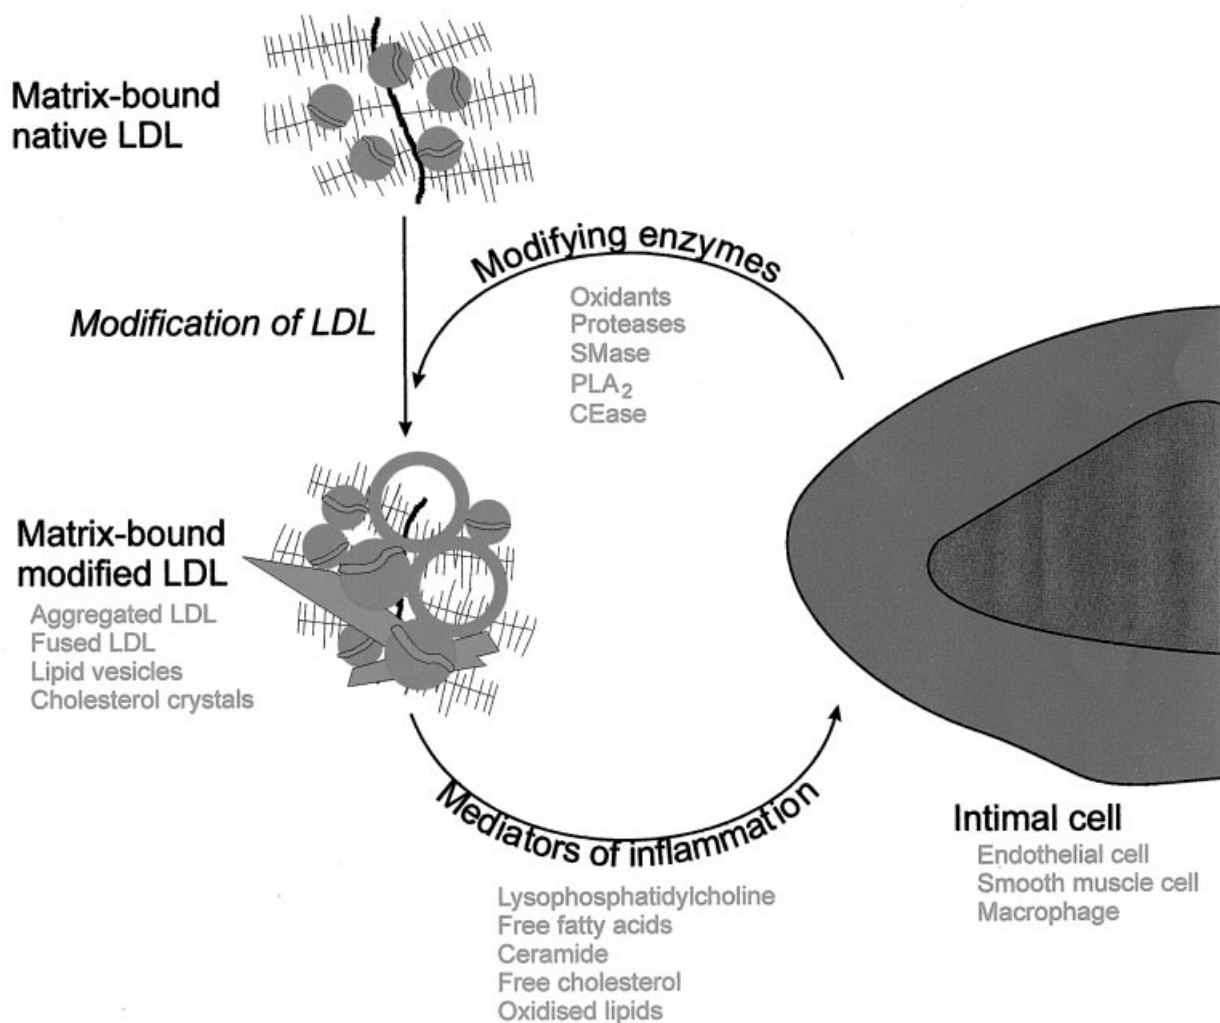 Matrix-bound
native LDL
Modifying enzymes
Oxidants
Proteases
SMase
PLA₂
CEase
Modification of LDL
Matrix-bound
modified LDL
Aggregated LDL
Fused LDL
Lipid vesicles
Cholesterol crystals
Mediators of inflammation
Lysophosphatidylcholine
Free fatty acids
Ceramide
Free cholesterol
Oxidised lipids
Intimal cell
Endothelial cell
Smooth muscle cell
Macrophage